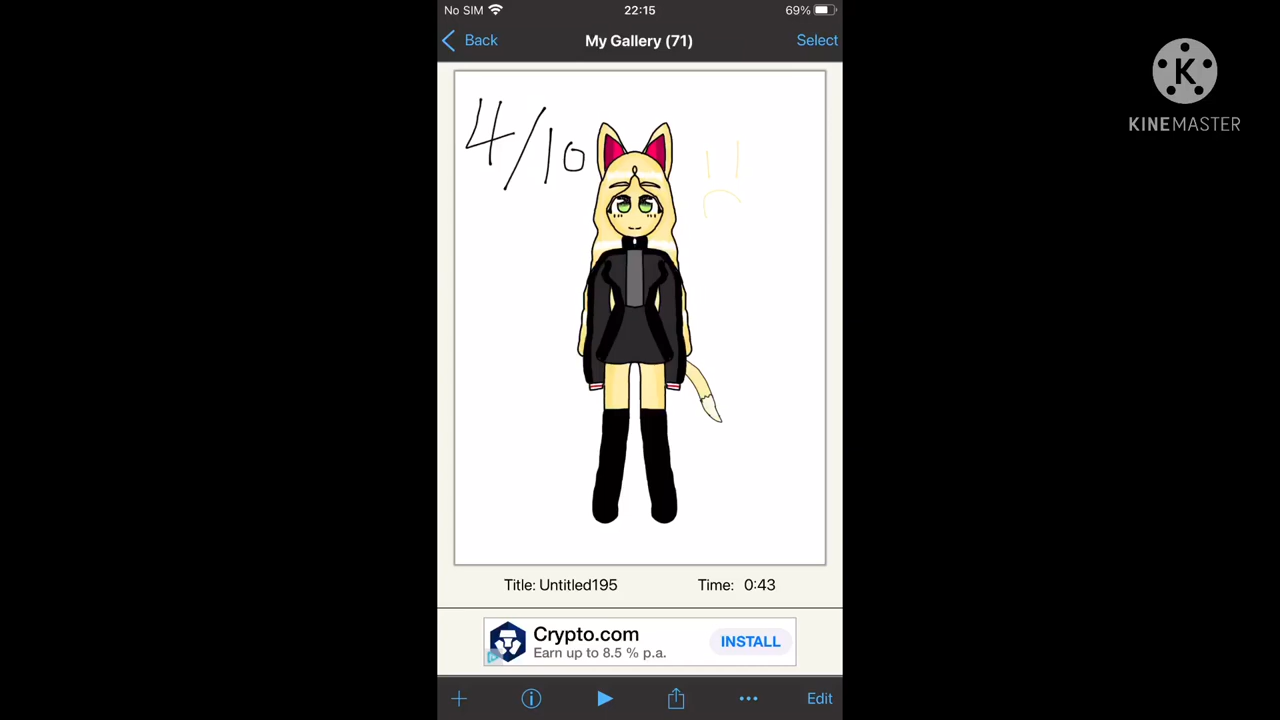 No SIM 22:15 69%
Back My Gallery (71) Select
4/10
Title: Untitled195 Time: 0:43
Crypto.com
Earn up to 8.5 % p.a.
INSTALL
Edit
K
KINEMASTER